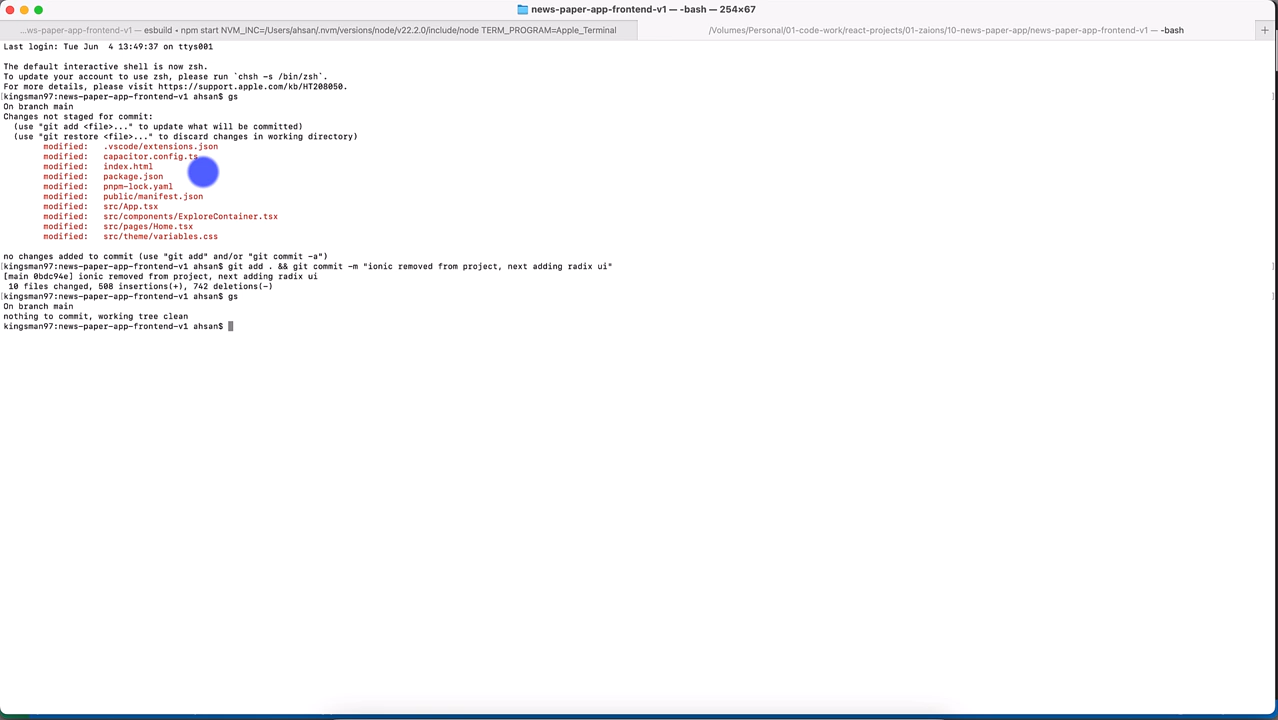 news-paper-app-frontend-v1 — -bash — 254×67
...ws-paper-app-frontend-v1 — esbuild • npm start NVM_INC=/Users/ahsan/.nvm/versions/node/v22.2.0/include/node TERM_PROGRAM=Apple_Terminal
/Volumes/Personal/01-code-work/react-projects/01-zaions/10-news-paper-app/news-paper-app-frontend-v1 — -bash
Last login: Tue Jun  4 13:49:37 on ttys001
The default interactive shell is now zsh.
To update your account to use zsh, please run `chsh -s /bin/zsh`.
For more details, please visit https://support.apple.com/kb/HT208050.
[kingsman97:news-paper-app-frontend-v1 ahsan$ gs
On branch main
Changes not staged for commit:
  (use "git add <file>..." to update what will be committed)
  (use "git restore <file>..." to discard changes in working directory)
        modified:   .vscode/extensions.json
        modified:   capacitor.config.ts
        modified:   index.html
        modified:   package.json
        modified:   pnpm-lock.yaml
        modified:   public/manifest.json
        modified:   src/App.tsx
        modified:   src/components/ExploreContainer.tsx
        modified:   src/pages/Home.tsx
        modified:   src/theme/variables.css
no changes added to commit (use "git add" and/or "git commit -a")
[kingsman97:news-paper-app-frontend-v1 ahsan$ git add . && git commit -m "ionic removed from project, next adding radix ui"
[main 0bdc94e] ionic removed from project, next adding radix ui
 10 files changed, 508 insertions(+), 742 deletions(-)
[kingsman97:news-paper-app-frontend-v1 ahsan$ gs
On branch main
nothing to commit, working tree clean
kingsman97:news-paper-app-frontend-v1 ahsan$